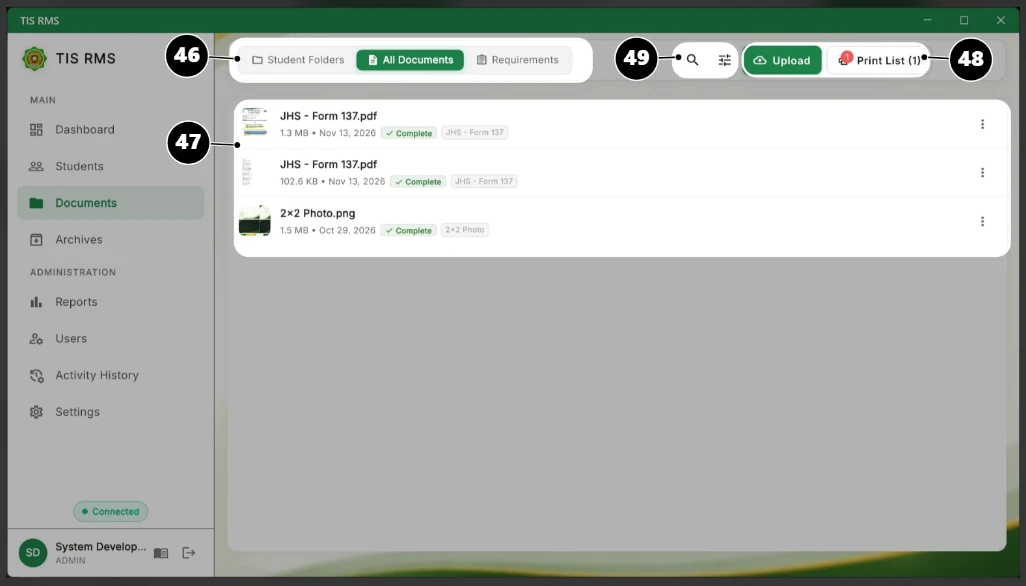 TIS RMS
TIS RMS
46
Student Folders
All Documents
Requirements
49
Upload
1
Print List (1)
48
MAIN
Dashboard
Students
Documents
Archives
ADMINISTRATION
Reports
Users
Activity History
Settings
Connected
SD
System Develop...
ADMIN
47
JHS - Form 137.pdf
1.3 MB • Nov 13, 2026 ✓ Complete JHS - Form 137
JHS - Form 137.pdf
102.6 KB • Nov 13, 2026 ✓ Complete JHS - Form 137
2×2 Photo.png
1.5 MB • Oct 29, 2026 ✓ Complete 2×2 Photo